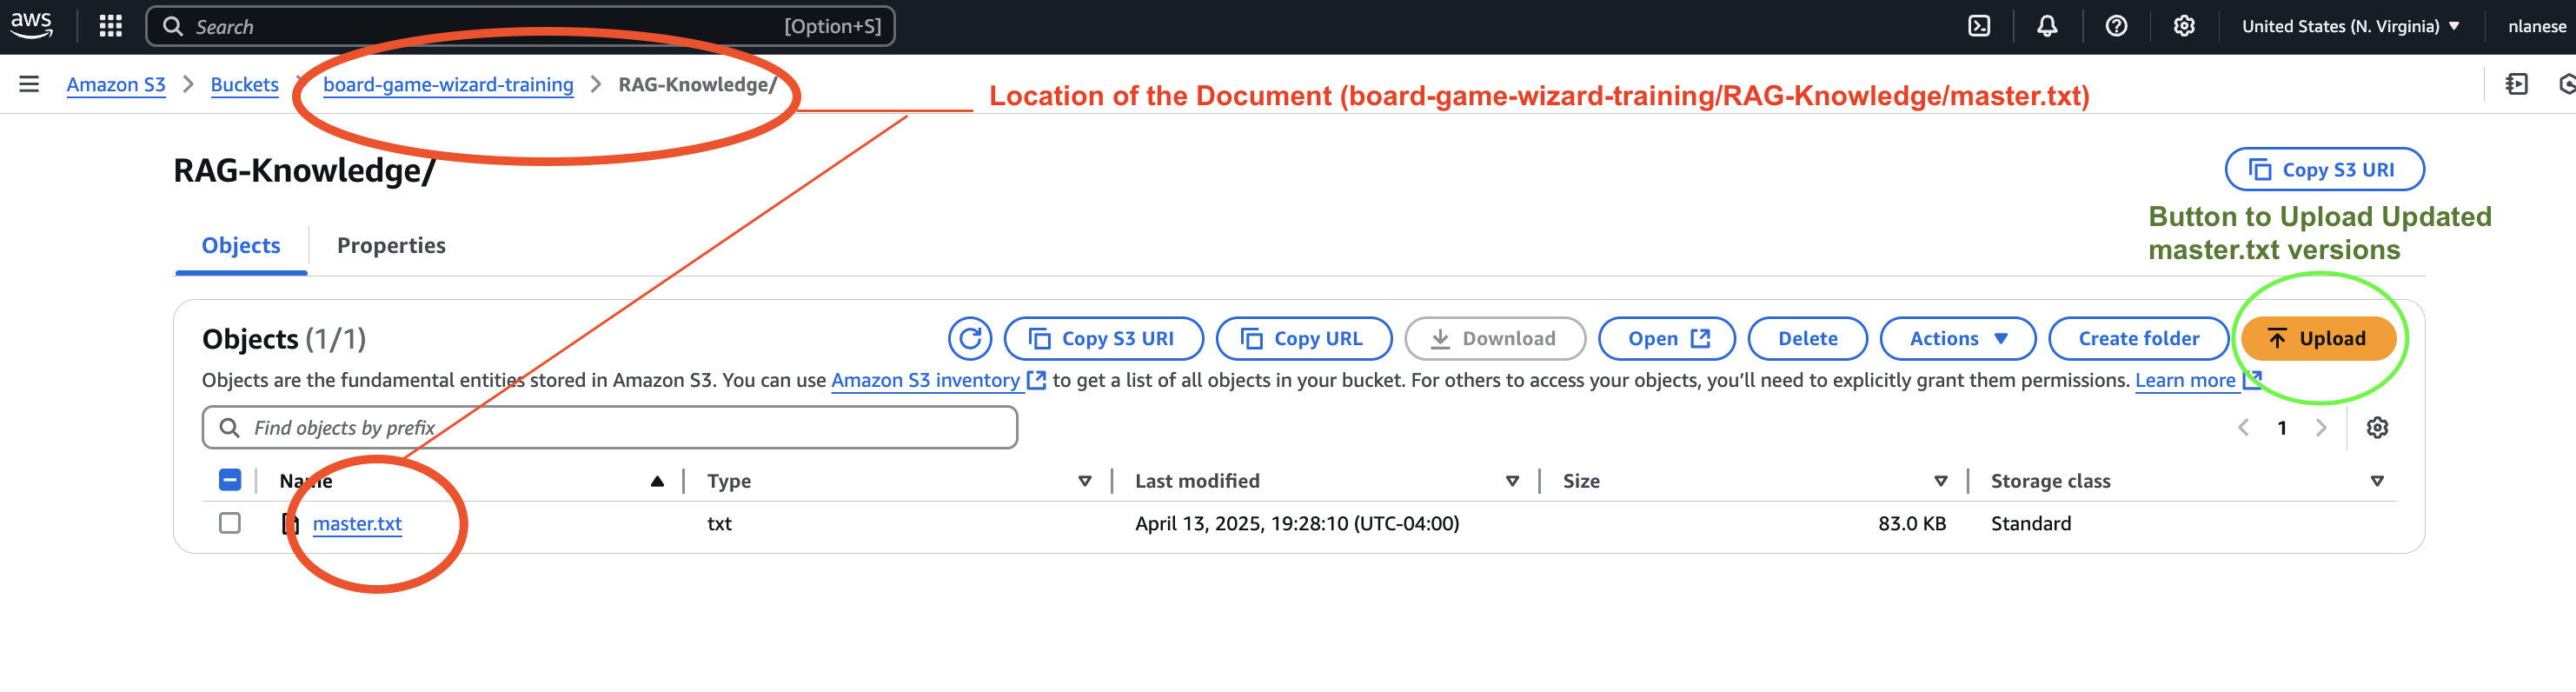 aws
Search
[Option+S]
United States (N. Virginia)
nlanese
Amazon S3
Buckets
board-game-wizard-training
RAG-Knowledge/
Location of the Document (board-game-wizard-training/RAG-Knowledge/master.txt)
RAG-Knowledge/
Copy S3 URI
Button to Upload Updated
master.txt versions
Objects
Properties
Objects (1/1)
Copy S3 URI
Copy URL
Download
Open
Delete
Actions
Create folder
Upload
Objects are the fundamental entities stored in Amazon S3. You can use Amazon S3 inventory to get a list of all objects in your bucket. For others to access your objects, you’ll need to explicitly grant them permissions. Learn more
Find objects by prefix
1
Name
Type
Last modified
Size
Storage class
master.txt
txt
April 13, 2025, 19:28:10 (UTC-04:00)
83.0 KB
Standard